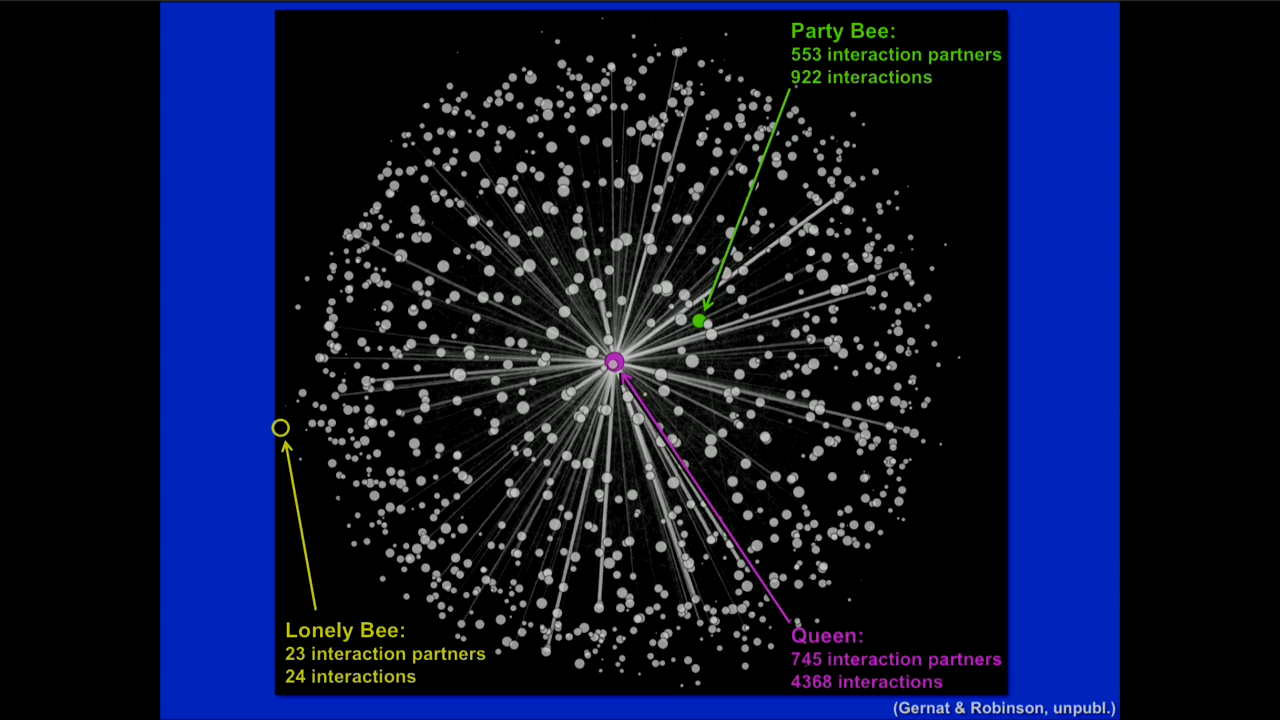 Party Bee:
553 interaction partners
922 interactions
Lonely Bee:
23 interaction partners
24 interactions
Queen:
745 interaction partners
4368 interactions
(Gernat & Robinson, unpubl.)